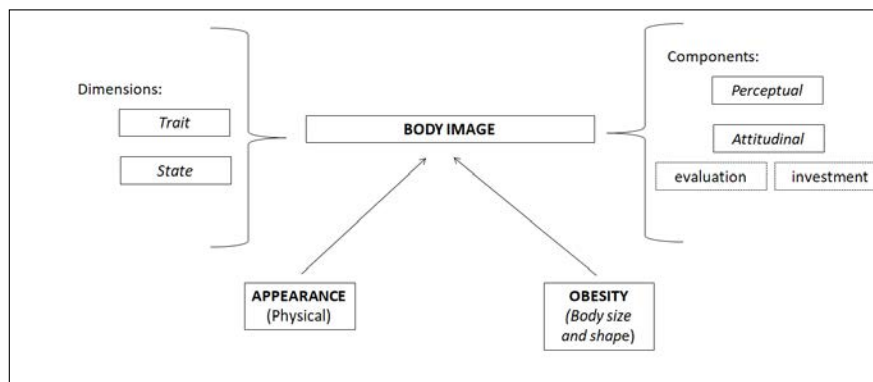 Dimensions:
Trait
State
BODY IMAGE
Components:
Perceptual
Attitudinal
evaluation investment
APPEARANCE
(Physical)
OBESITY
(Body size
and shape)